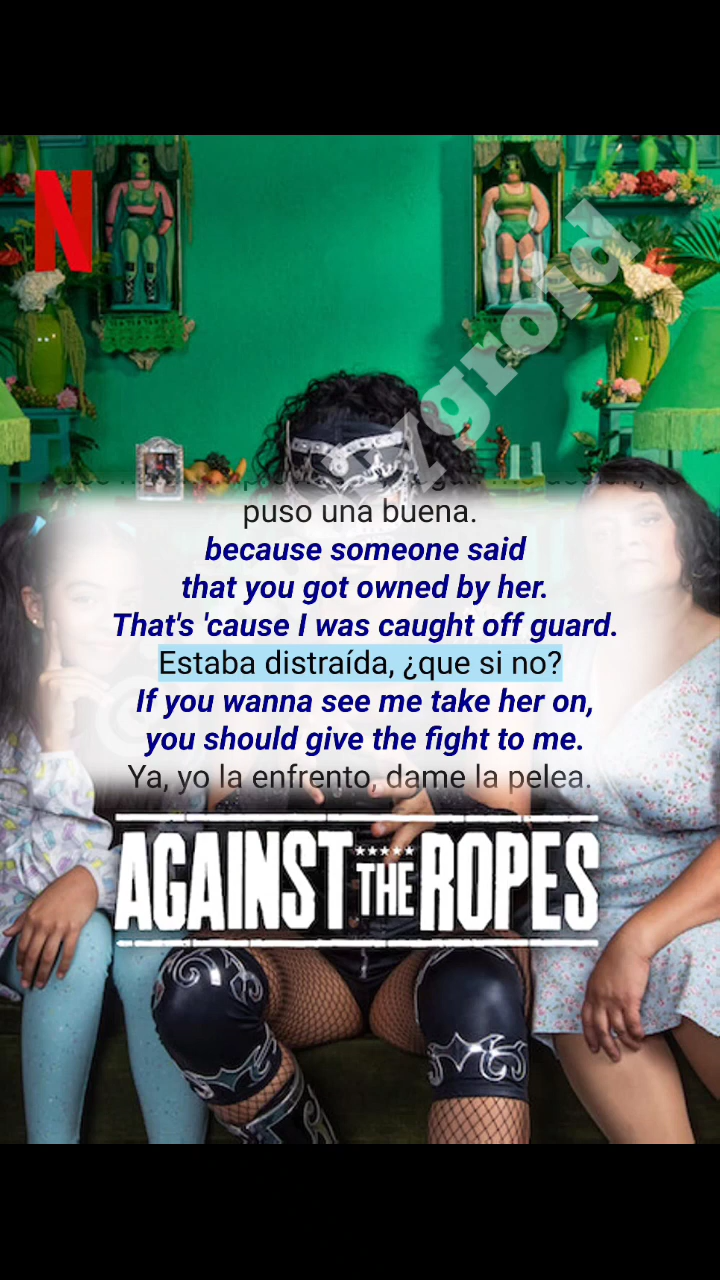 N
puso una buena.
because someone said
that you got owned by her.
That's 'cause I was caught off guard.
Estaba distraída, ¿que si no?
If you wanna see me take her on,
you should give the fight to me.
Ya, yo la enfrento, dame la pelea.
AGAINST THE ROPES